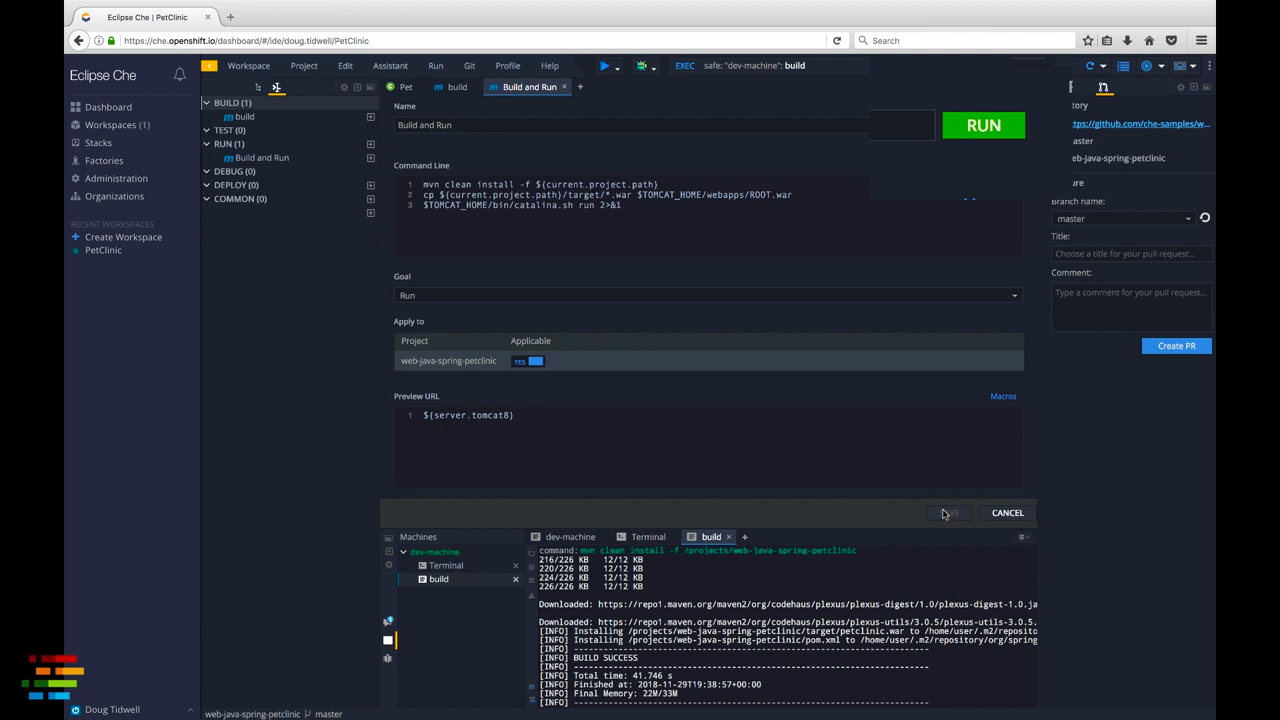 Eclipse Che | PetClinic
https://che.openshift.io/dashboard/#/ide/doug.tidwell/PetClinic
Search
Eclipse Che
Dashboard
Workspaces (1)
Stacks
Factories
Administration
Organizations
RECENT WORKSPACES
Create Workspace
PetClinic
Doug Tidwell
Workspace Project Edit Assistant Run Git Profile Help
EXEC safe: "dev-machine": build
BUILD (1)
build
TEST (0)
RUN (1)
Build and Run
DEBUG (0)
DEPLOY (0)
COMMON (0)
Pet build Build and Run
Name
Build and Run
RUN
Command Line
1 mvn clean install -f ${current.project.path}
2 cp ${current.project.path}/target/*.war $TOMCAT_HOME/webapps/ROOT.war
3 $TOMCAT_HOME/bin/catalina.sh run 2>&1
Goal
Run
Apply to
Project Applicable
web-java-spring-petclinic YES
Preview URL Macros
1 ${server.tomcat8}
CANCEL
tory
tps://github.com/che-samples/w...
aster
eb-java-spring-petclinic
ure
Branch name:
master
Title:
Choose a title for your pull request...
Comment:
Type a comment for your pull request...
Create PR
Machines
dev-machine
Terminal
build
dev-machine Terminal build
command: mvn clean install -f /projects/web-java-spring-petclinic
216/226 KB 12/12 KB
220/226 KB 12/12 KB
224/226 KB 12/12 KB
226/226 KB 12/12 KB
Downloaded: https://repo1.maven.org/maven2/org/codehaus/plexus/plexus-digest/1.0/plexus-digest-1.0.ja
Downloaded: https://repo1.maven.org/maven2/org/codehaus/plexus/plexus-utils/3.0.5/plexus-utils-3.0.5.
[INFO] Installing /projects/web-java-spring-petclinic/target/petclinic.war to /home/user/.m2/reposito
[INFO] Installing /projects/web-java-spring-petclinic/pom.xml to /home/user/.m2/repository/org/spring
[INFO] ------------------------------------------------------------------------
[INFO] BUILD SUCCESS
[INFO] ------------------------------------------------------------------------
[INFO] Total time: 41.746 s
[INFO] Finished at: 2018-11-29T19:38:57+00:00
[INFO] Final Memory: 22M/33M
[INFO] ------------------------------------------------------------------------
web-java-spring-petclinic master